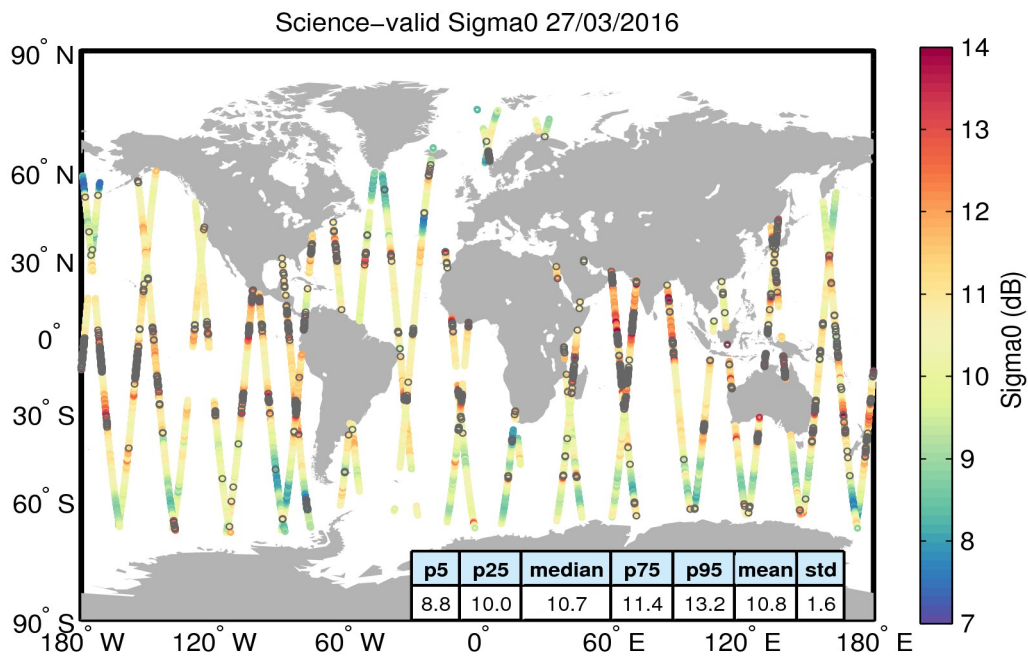 Science−valid Sigma0 27/03/2016
90° N
60° N
30° N
0°
30° S
60° S
90° S
180° W
120° W
60° W
0°
60° E
120° E
180° E
p5 p25 median p75 p95 mean std
8.8 10.0 10.7 11.4 13.2 10.8 1.6
14
13
12
11
10
9
8
7
Sigma0 (dB)